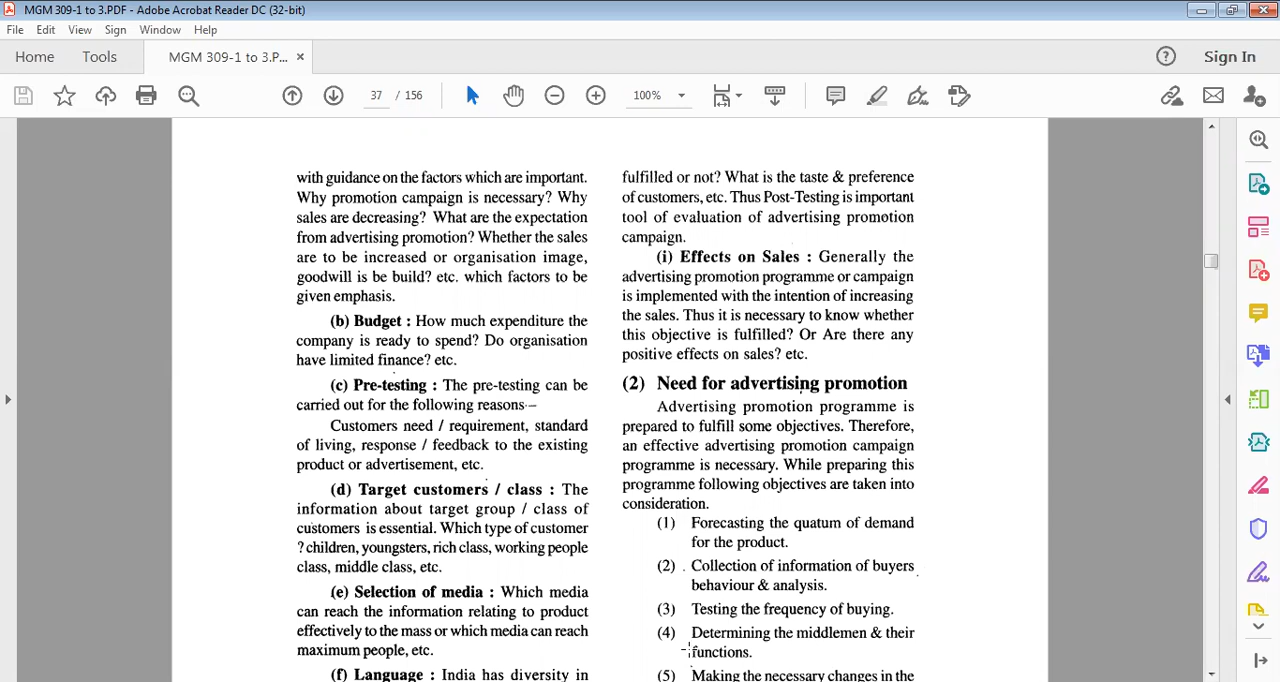 MGM 309-1 to 3.PDF - Adobe Acrobat Reader DC (32-bit)
File Edit View Sign Window Help
Home Tools MGM 309-1 to 3.P... × Sign In
37 / 156 100%
with guidance on the factors which are important.
Why promotion campaign is necessary? Why
sales are decreasing? What are the expectation
from advertising promotion? Whether the sales
are to be increased or organisation image,
goodwill is be build? etc. which factors to be
given emphasis.
(b) Budget : How much expenditure the
company is ready to spend? Do organisation
have limited finance? etc.
(c) Pre-testing : The pre-testing can be
carried out for the following reasons–
Customers need / requirement, standard
of living, response / feedback to the existing
product or advertisement, etc.
(d) Target customers / class : The
information about target group / class of
customers is essential. Which type of customer
? children, youngsters, rich class, working people
class, middle class, etc.
(e) Selection of media : Which media
can reach the information relating to product
effectively to the mass or which media can reach
maximum people, etc.
(f) Language : India has diversity in
fulfilled or not? What is the taste & preference
of customers, etc. Thus Post-Testing is important
tool of evaluation of advertising promotion
campaign.
(i) Effects on Sales : Generally the
advertising promotion programme or campaign
is implemented with the intention of increasing
the sales. Thus it is necessary to know whether
this objective is fulfilled? Or Are there any
positive effects on sales? etc.
(2) Need for advertising promotion
Advertising promotion programme is
prepared to fulfill some objectives. Therefore,
an effective advertising promotion campaign
programme is necessary. While preparing this
programme following objectives are taken into
consideration.
(1) Forecasting the quatum of demand
for the product.
(2) Collection of information of buyers
behaviour & analysis.
(3) Testing the frequency of buying.
(4) Determining the middlemen & their
functions.
(5) Making the necessary changes in the